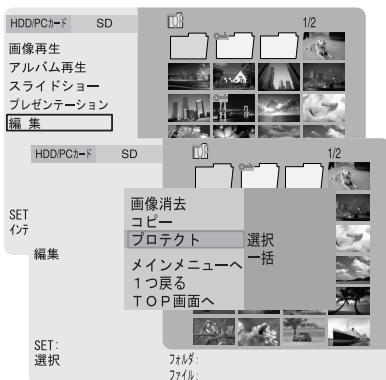 HDD/PCｶｰﾄﾞ SD 1/2
画像再生
アルバム再生
スライドショー
プレゼンテーション
編 集
SET
ｲﾝﾃﾞ
HDD/PCｶｰﾄﾞ SD 1/2
編集
画像消去
コピー
プロテクト 選択
一括
メインメニューへ
１つ戻る
ＴＯＰ画面へ
SET:
選択
ﾌｫﾙﾀﾞ:
ﾌｧｲﾙ: